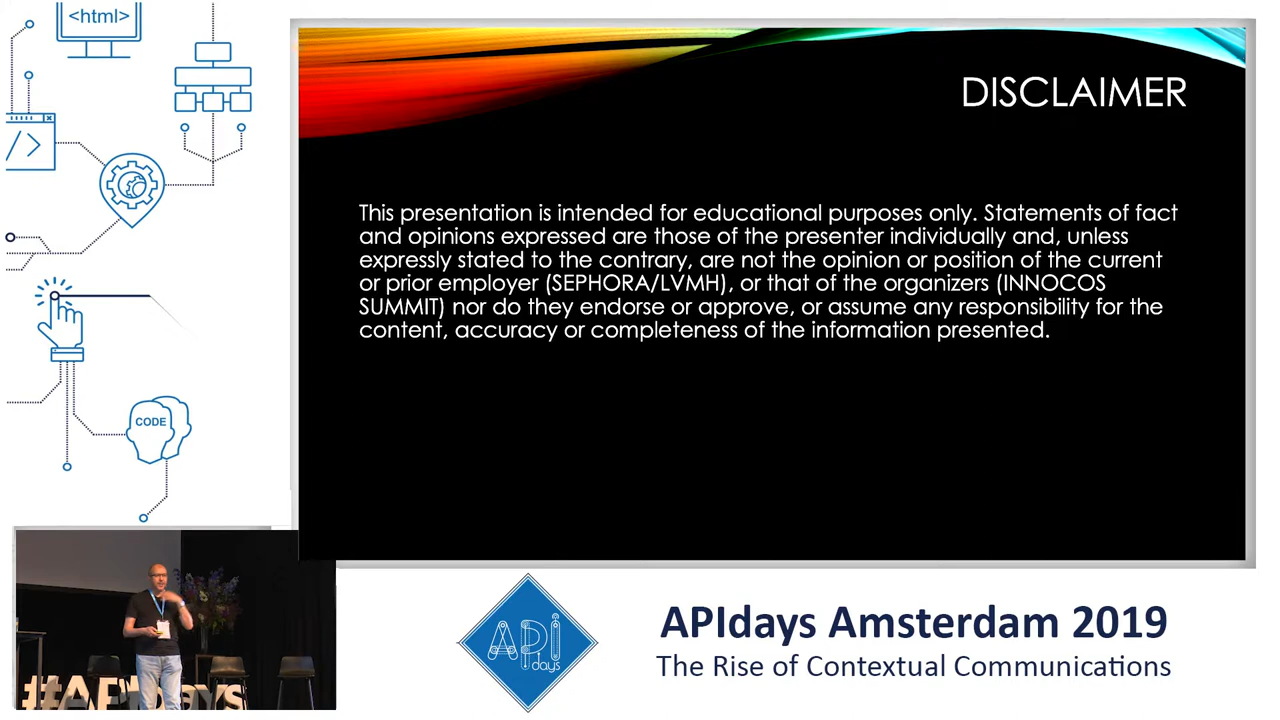 <html>
</>
CODE
DISCLAIMER
This presentation is intended for educational purposes only. Statements of fact
and opinions expressed are those of the presenter individually and, unless
expressly stated to the contrary, are not the opinion or position of the current
or prior employer (SEPHORA/LVMH), or that of the organizers (INNOCOS
SUMMIT) nor do they endorse or approve, or assume any responsibility for the
content, accuracy or completeness of the information presented.
#APIdays
API
days
APIdays Amsterdam 2019
The Rise of Contextual Communications